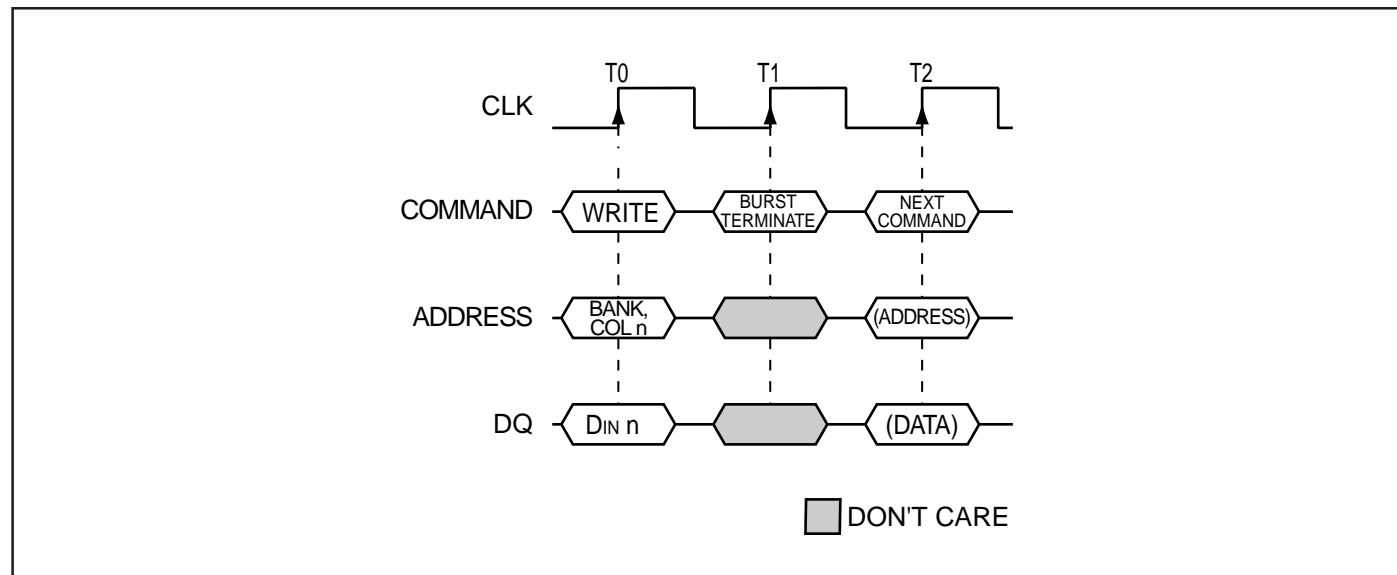 T0 T1 T2
CLK
COMMAND WRITE BURST TERMINATE NEXT COMMAND
ADDRESS BANK, COL n (ADDRESS)
DQ DIN n (DATA)
DON'T CARE